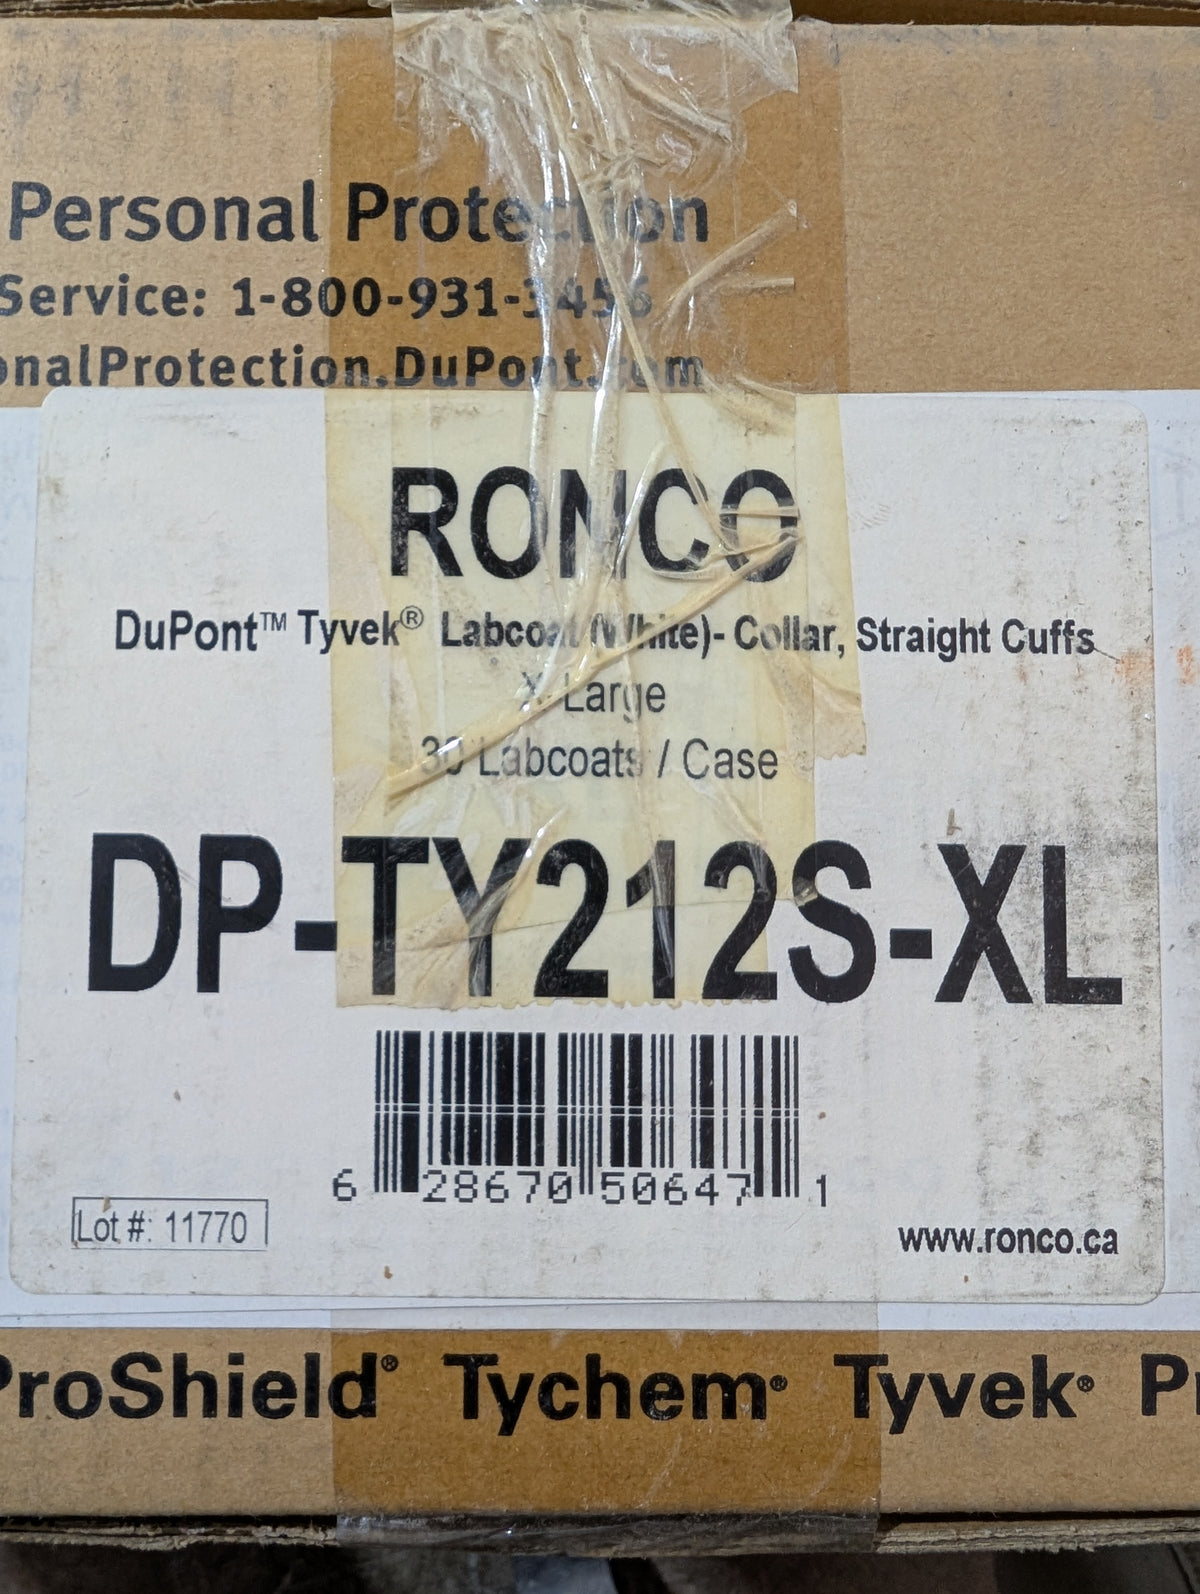 Personal Protection
Service: 1-800-931-3456
onalProtection.DuPont.com
RONCO
DuPont™ Tyvek® Labcoat (White)- Collar, Straight Cuffs
X Large
30 Labcoats / Case
DP-TY212S-XL
6 28670 50647 1
Lot #: 11770
www.ronco.ca
ProShield® Tychem® Tyvek® Pr